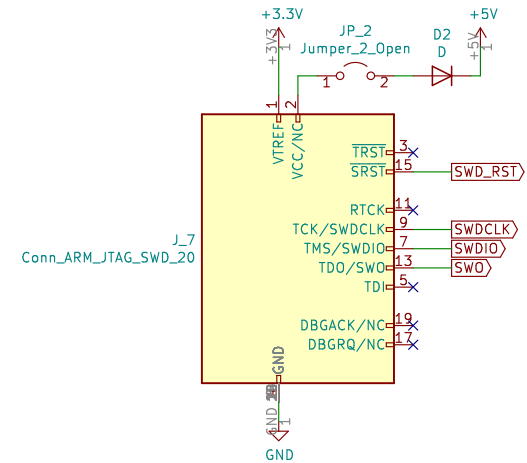 +3.3V
+5V
JP_2
D2
Jumper_2_Open
D
+3V3
1
+5V
1
1
2
1
2
VTREF
VCC/NC
TRST
3
SRST
15
SWD_RST
RTCK
11
J_7
Conn_ARM_JTAG_SWD_20
TCK/SWDCLK
9
SWDCLK
TMS/SWDIO
7
SWDIO
TDO/SWO
13
SWO
TDI
5
DBGACK/NC
19
DBGRQ/NC
17
GND
GND
1
GND